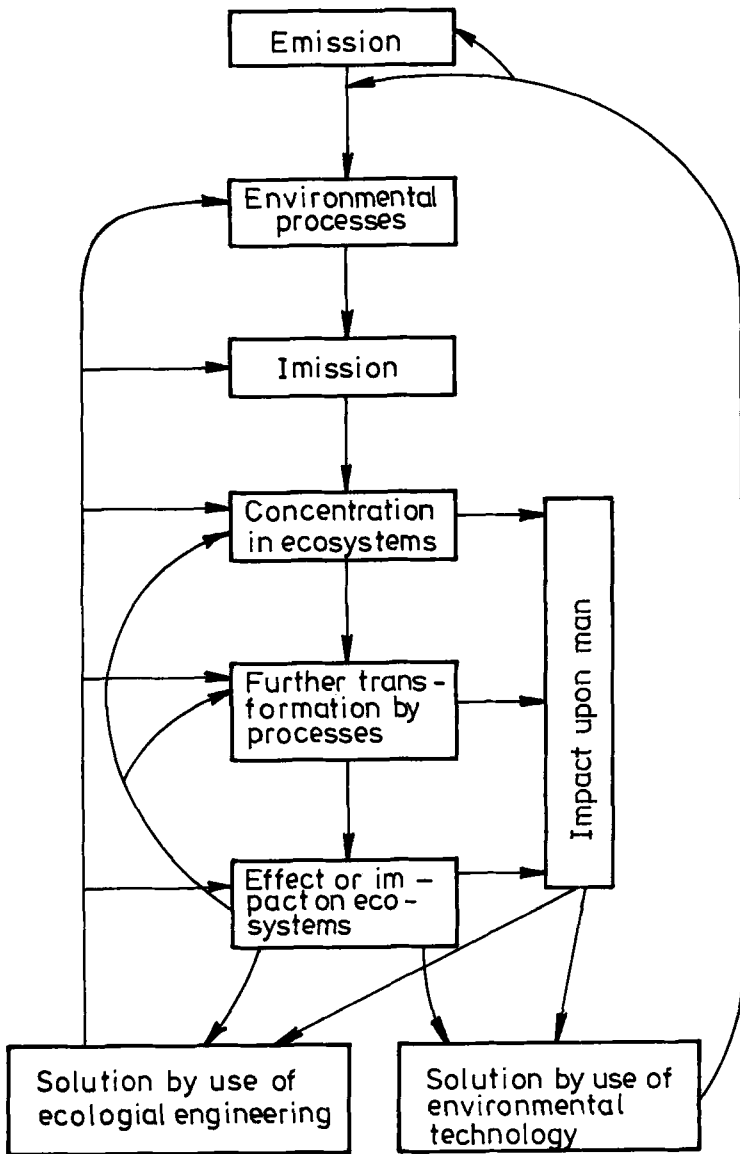 Emission
Environmental
processes
Imission
Concentration
in ecosystems
Further trans-
formation by
processes
Impact upon man
Effect or im-
pact on eco-
systems
Solution by use of
ecologial engineering
Solution by use of
environmental
technology